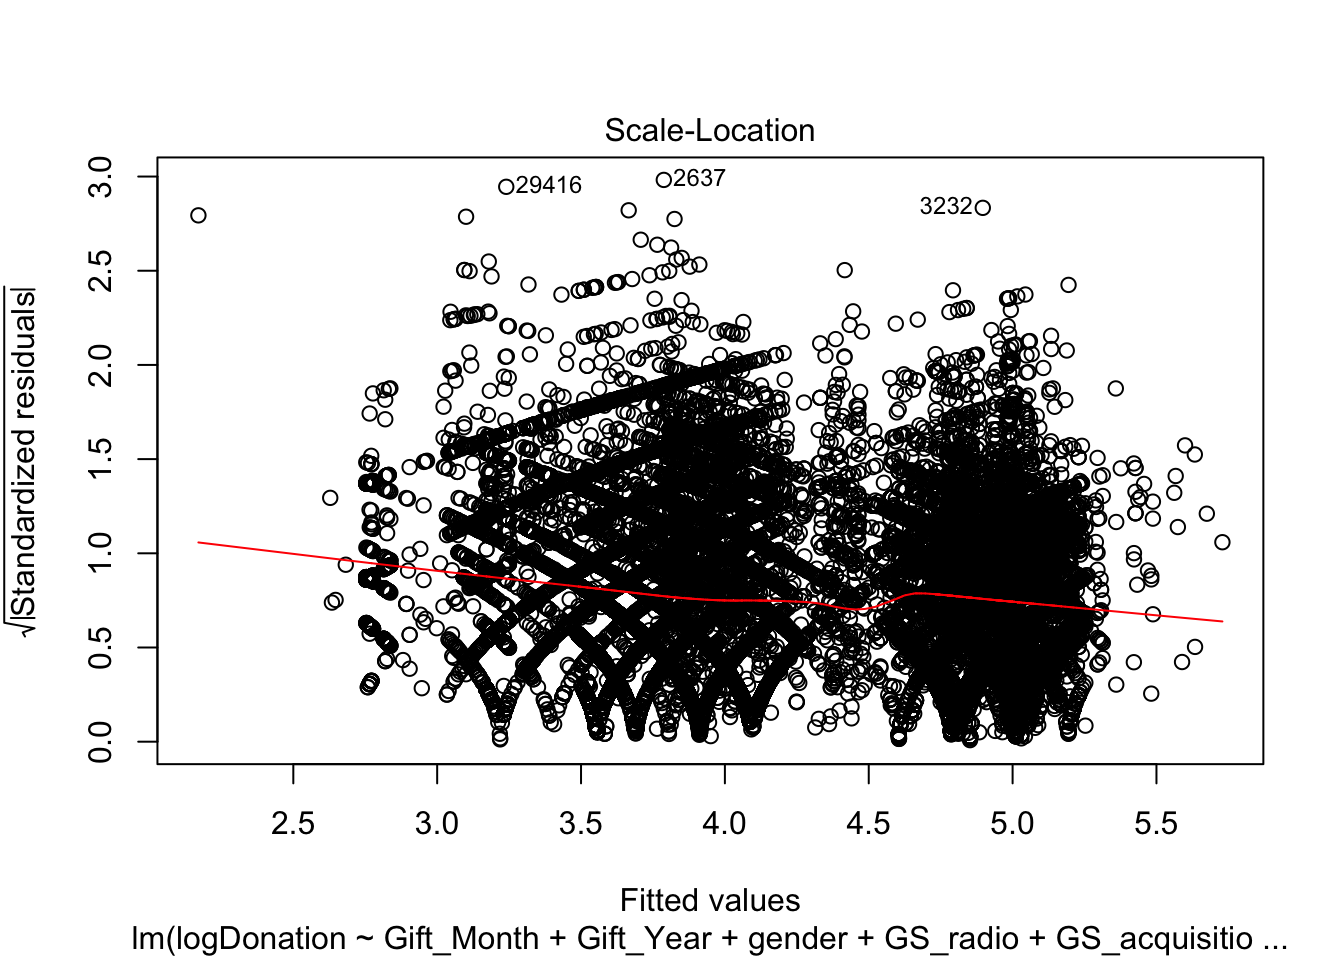 Scale-Location
√|Standardized residuals|
3.0
2.5
2.0
1.5
1.0
0.5
0.0
29416
2637
3232
2.5 3.0 3.5 4.0 4.5 5.0 5.5
Fitted values
lm(logDonation ~ Gift_Month + Gift_Year + gender + GS_radio + GS_acquisitio ...